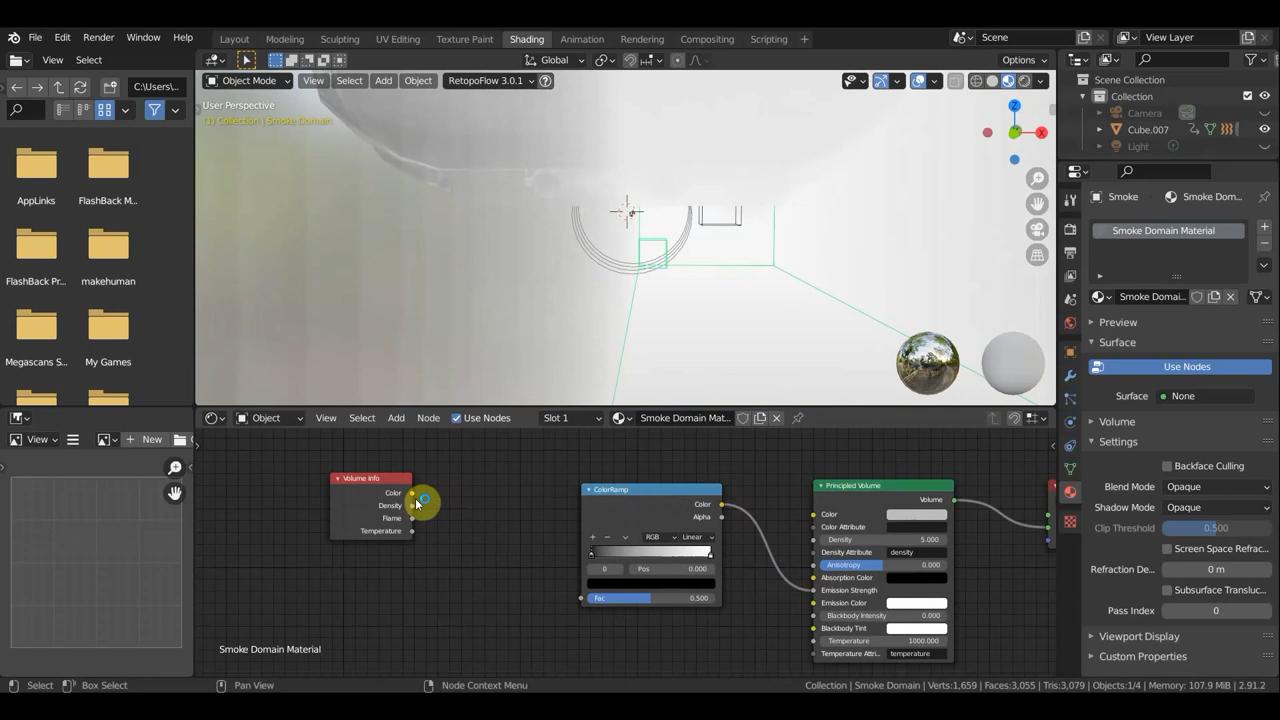 File Edit Render Window Help
Layout Modeling Sculpting UV Editing Texture Paint Shading Animation Rendering Compositing Scripting
Scene
View Layer
View Select
Global
Options
C:\Users\...
Object Mode View Select Add Object RetopoFlow 3.0.1
User Perspective
(1) Collection | Smoke Domain
Z
X
Scene Collection
Collection
Camera
Cube.007
Light
AppLinks
FlashBack M...
FlashBack Pr...
makehuman
Megascans S...
My Games
Smoke
Smoke Dom...
Smoke Domain Material
Smoke Domai...
Preview
Surface
Use Nodes
Surface
None
Volume
Settings
Backface Culling
Blend Mode
Opaque
Shadow Mode
Opaque
Clip Threshold
0.500
Screen Space Refrac...
Refraction De...
0 m
Subsurface Transluc...
Pass Index
0
Viewport Display
Custom Properties
Object View Select Add Node Use Nodes Slot 1 Smoke Domain Mat...
View
New
Volume Info
Color
Density
Flame
Temperature
ColorRamp
Color
Alpha
RGB
Linear
0
Pos
0.000
Fac
0.500
Principled Volume
Volume
Color
Color Attribute
Density
5.000
Density Attribute
density
Anisotropy
0.000
Absorption Color
Emission Strength
Emission Color
Blackbody Intensity
0.000
Blackbody Tint
Temperature
1000.000
Temperature Attri...
temperature
Smoke Domain Material
Select
Box Select
Pan View
Node Context Menu
Collection | Smoke Domain | Verts:1,659 | Faces:3,055 | Tris:3,079 | Objects:1/4 | Memory: 107.9 MiB | 2.91.2